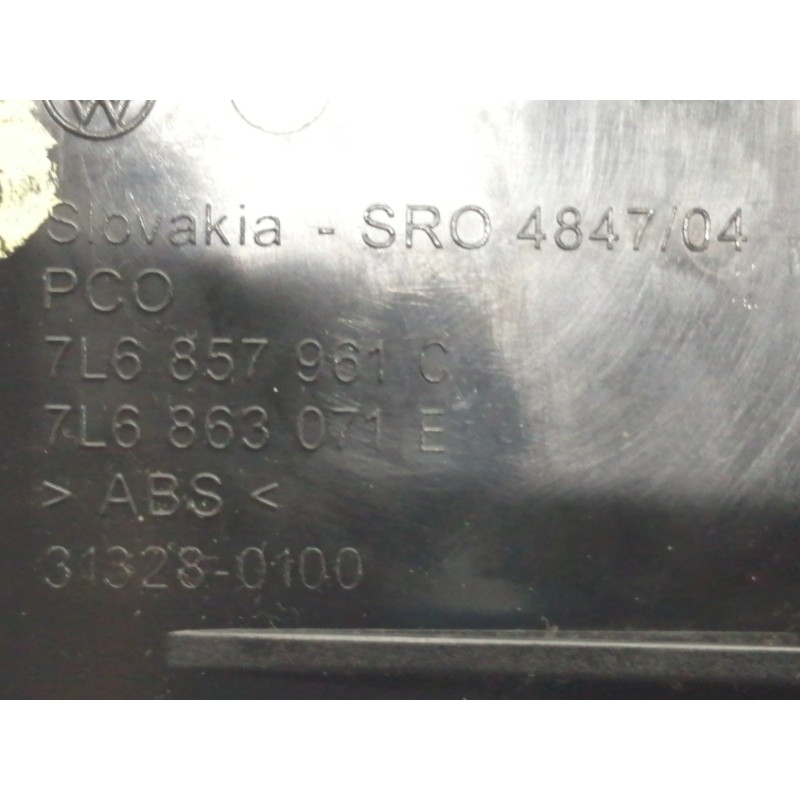 Slovakia - SRO 4847/04
PCO
7L6 857 961 C
7L6 863 071 E
> ABS <
31328-0100